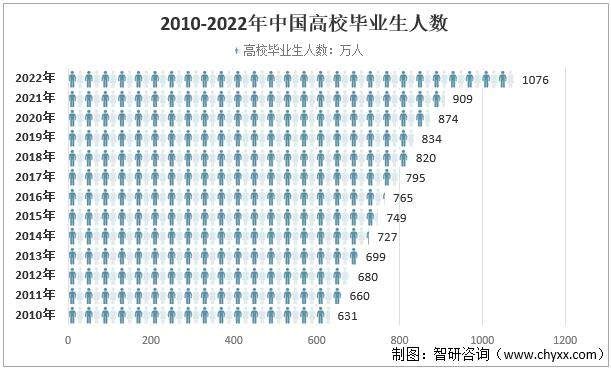 2010-2022年中国高校毕业生人数
高校毕业生人数：万人
2022年 1076
2021年 909
2020年 874
2019年 834
2018年 820
2017年 795
2016年 765
2015年 749
2014年 727
2013年 699
2012年 680
2011年 660
2010年 631
0 200 400 600 800 1000 1200
制图：智研咨询（www.chyxx.com）